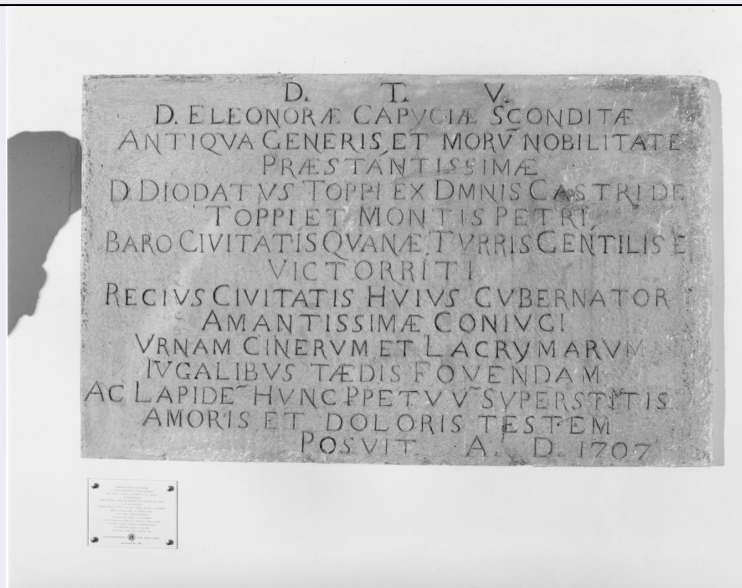 D. T. V.
D. ELEONORÆ CAPVCIÆ SCONDITÆ
ANTIQVA GENERIS ET MORV̄ NOBILITATE
PRÆSTANTISSIMÆ
D. DIODATVS TOPPI EX DMNIS CASTRI DE
TOPPI ET MONTIS PETRI
BARO CIVITATIS QVANÆ, TVRRIS GENTILIS E
VICTORRITI
RECIVS CIVITATIS HVIVS CVBERNATOR
AMANTISSIMÆ CONIVGI
VRNAM CINERVM ET LACRYMARVM
IVGALIBVS TÆDIS FOVENDAM
AC LAPIDE᷉ HVNC PPETVV̄ SVPERSTITIS
AMORIS ET DOLORIS TESTEM
POSVIT A. D. 1707